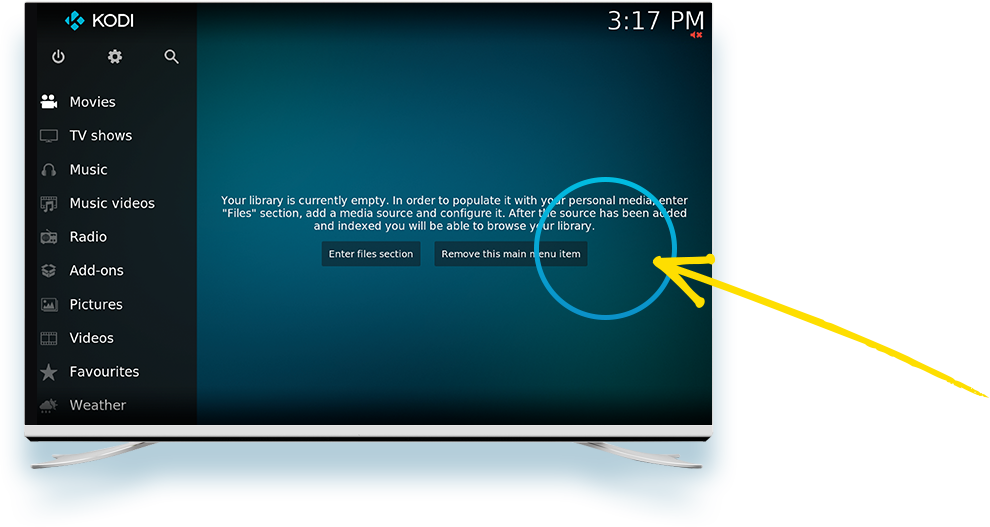 KODI
3:17 PM
Movies
TV shows
Music
Music videos
Radio
Add-ons
Pictures
Videos
Favourites
Weather
Your library is currently empty. In order to populate it with your personal media, enter
"Files" section, add a media source and configure it. After the source has been added
and indexed you will be able to browse your library.
Enter files section
Remove this main menu item